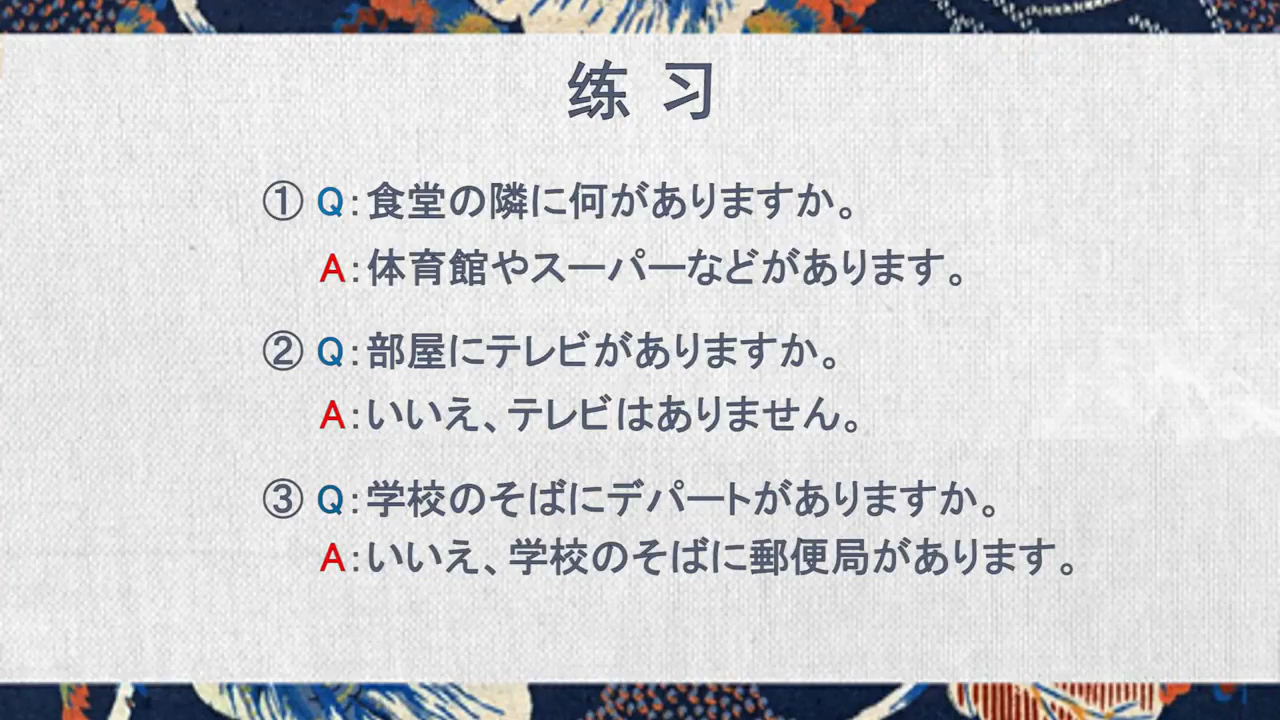 练 习
① Q：食堂の隣に何がありますか。
A：体育館やスーパーなどがあります。
② Q：部屋にテレビがありますか。
A：いいえ、テレビはありません。
③ Q：学校のそばにデパートがありますか。
A：いいえ、学校のそばに郵便局があります。